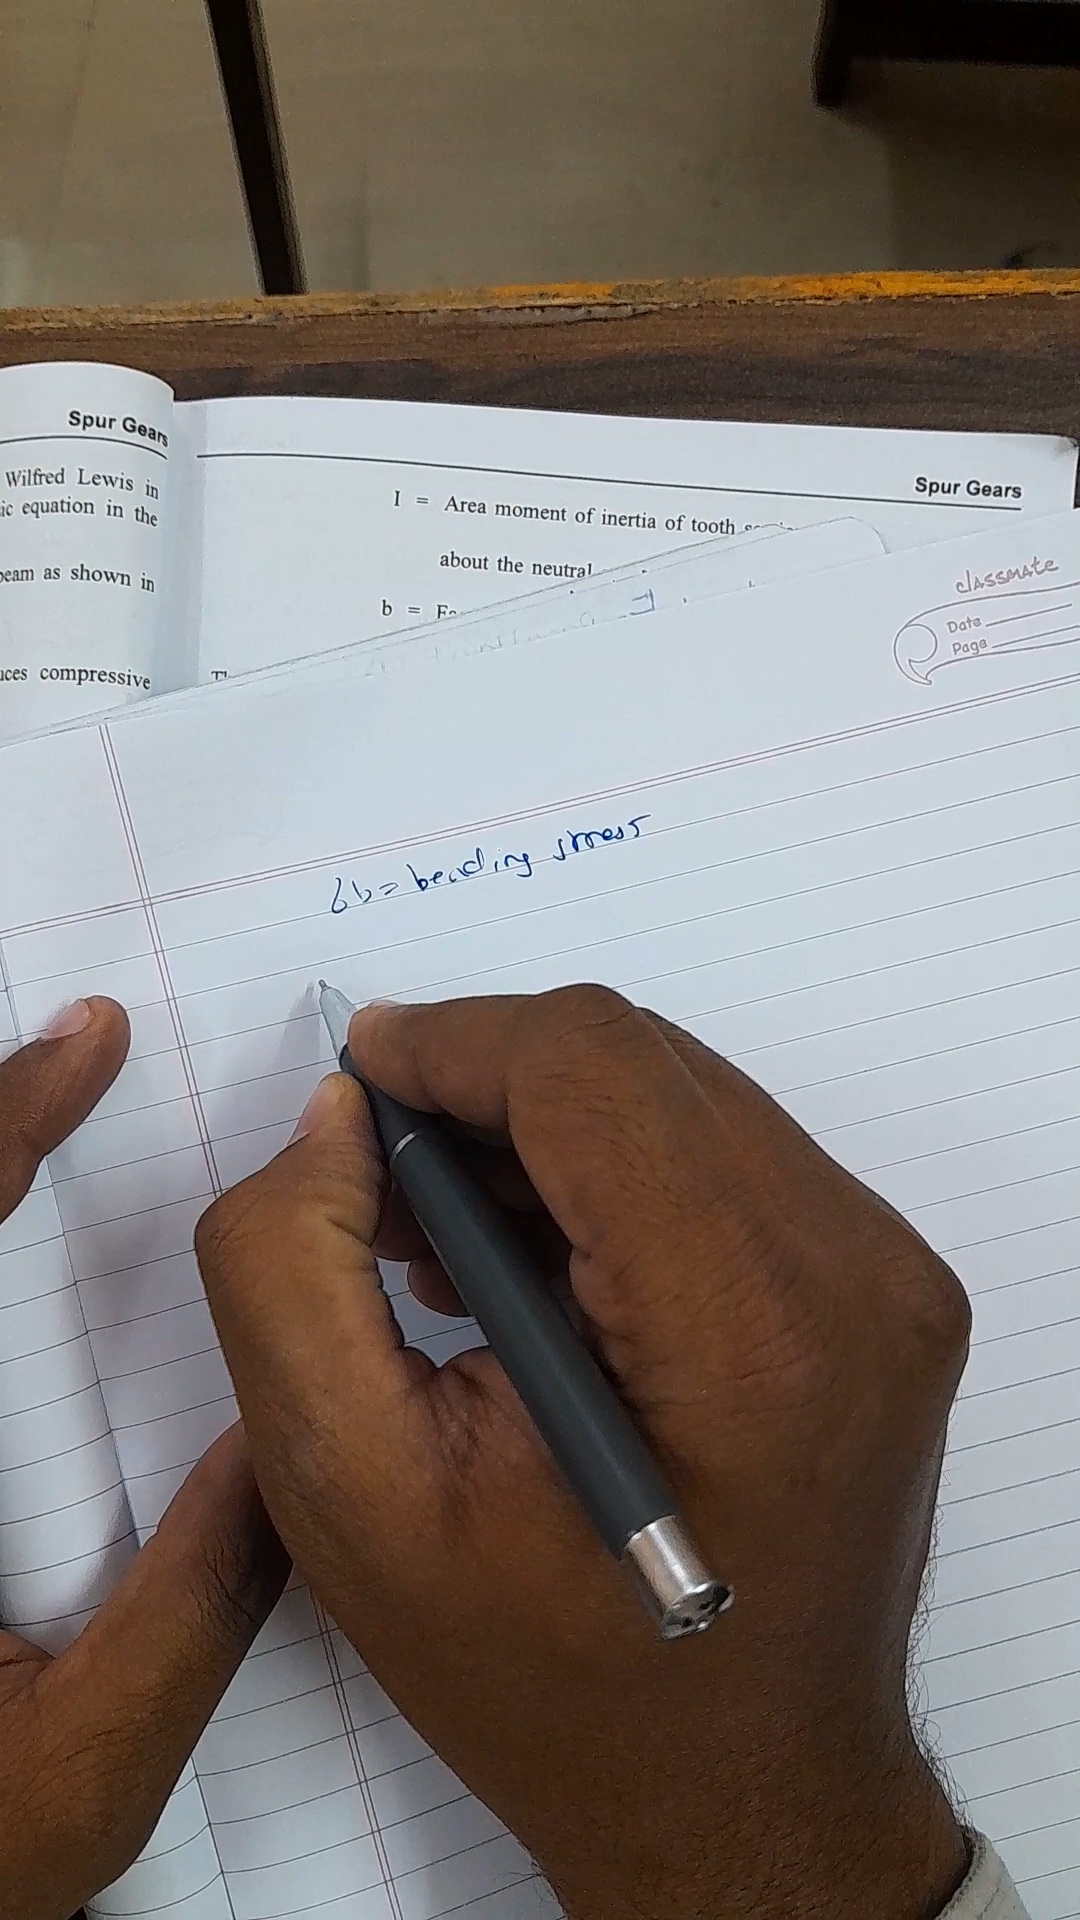 Spur Gears
Wilfred Lewis in
ic equation in the
beam as shown in
uces compressive
Spur Gears
I = Area moment of inertia of tooth
about the neutral
b =
classmate
Date
Page
σb = bending stress